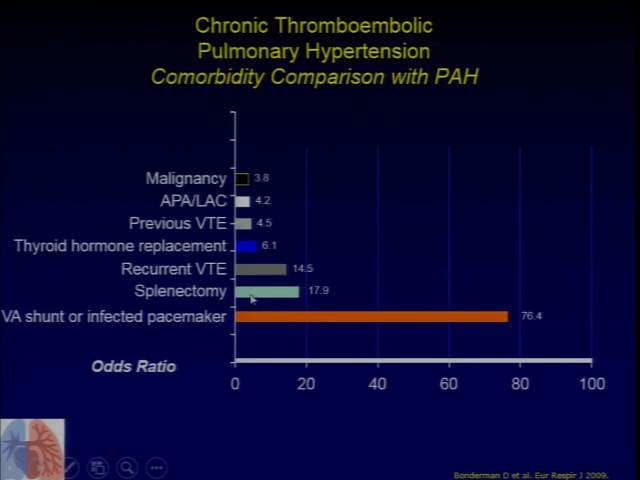 Chronic Thromboembolic
Pulmonary Hypertension
Comorbidity Comparison with PAH
Malignancy 3.8
APA/LAC 4.2
Previous VTE 4.5
Thyroid hormone replacement 6.1
Recurrent VTE 14.5
Splenectomy 17.9
VA shunt or infected pacemaker 76.4
Odds Ratio
0 20 40 60 80 100
Bonderman D et al. Eur Respir J 2009.